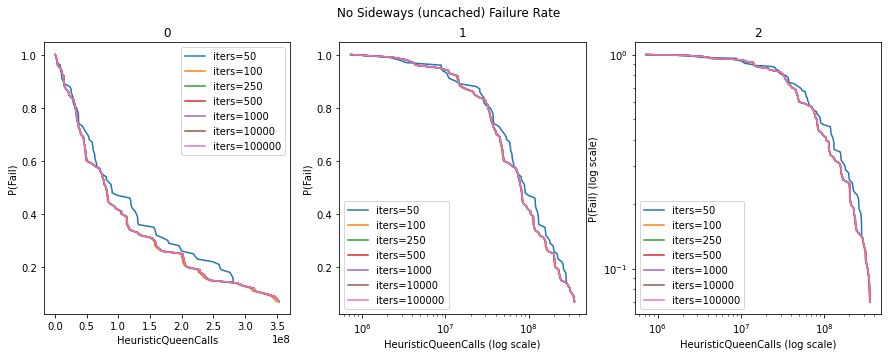 No Sideways (uncached) Failure Rate
0
P(Fail)
1.0
0.8
0.6
0.4
0.2
iters=50
iters=100
iters=250
iters=500
iters=1000
iters=10000
iters=100000
0.0 0.5 1.0 1.5 2.0 2.5 3.0 3.5
1e8
HeuristicQueenCalls
1
P(Fail)
1.0
0.8
0.6
0.4
0.2
iters=50
iters=100
iters=250
iters=500
iters=1000
iters=10000
iters=100000
10⁶ 10⁷ 10⁸
HeuristicQueenCalls (log scale)
2
P(Fail) (log scale)
10⁰
10⁻¹
iters=50
iters=100
iters=250
iters=500
iters=1000
iters=10000
iters=100000
10⁶ 10⁷ 10⁸
HeuristicQueenCalls (log scale)